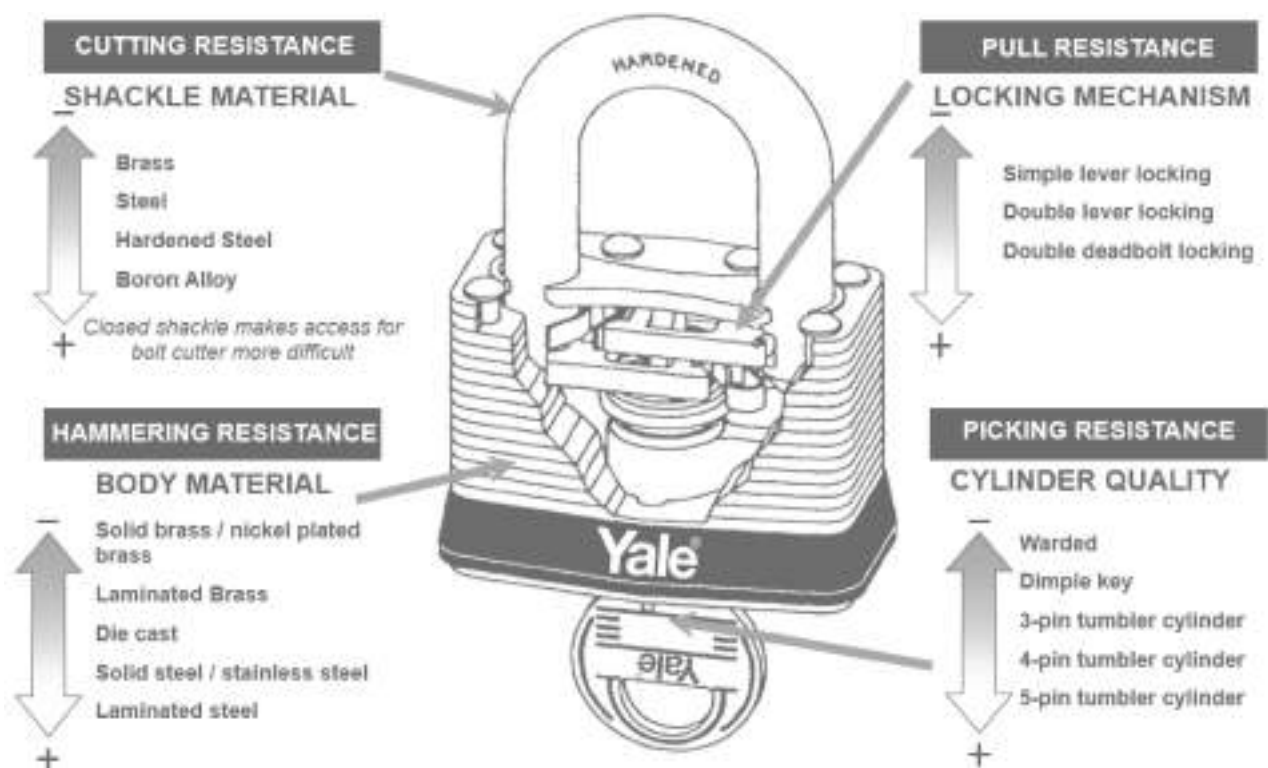 CUTTING RESISTANCE
SHACKLE MATERIAL
−
Brass
Steel
Hardened Steel
Boron Alloy
+
Closed shackle makes access for
bolt cutter more difficult
HARDENED
PULL RESISTANCE
LOCKING MECHANISM
−
Simple lever locking
Double lever locking
Double deadbolt locking
+
HAMMERING RESISTANCE
BODY MATERIAL
−
Solid brass / nickel plated
brass
Laminated Brass
Die cast
Solid steel / stainless steel
Laminated steel
+
Yale®
Yale
PICKING RESISTANCE
CYLINDER QUALITY
−
Warded
Dimple key
3-pin tumbler cylinder
4-pin tumbler cylinder
5-pin tumbler cylinder
+